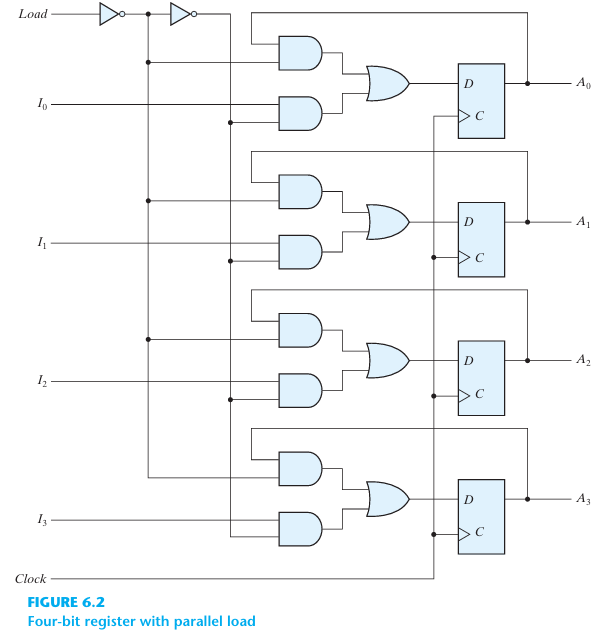 Load
I0
D
C
A0
I1
D
C
A1
I2
D
C
A2
I3
D
C
A3
Clock
FIGURE 6.2
Four-bit register with parallel load